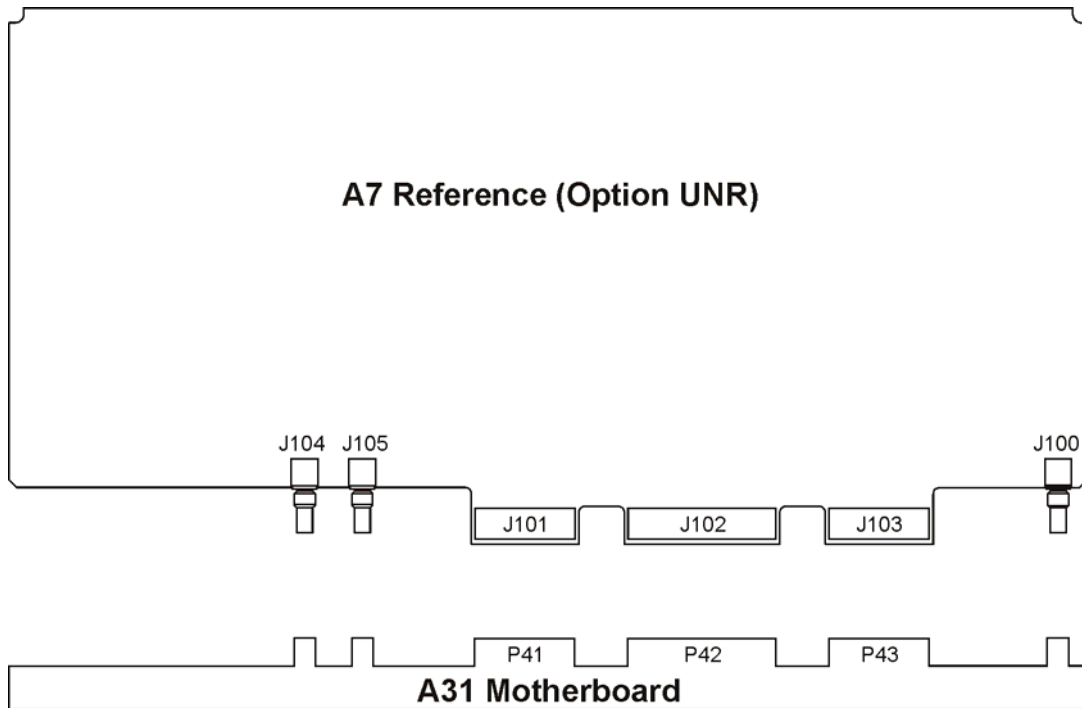 A7 Reference (Option UNR)
J104 J105 J100
J101 J102 J103
P41 P42 P43
A31 Motherboard